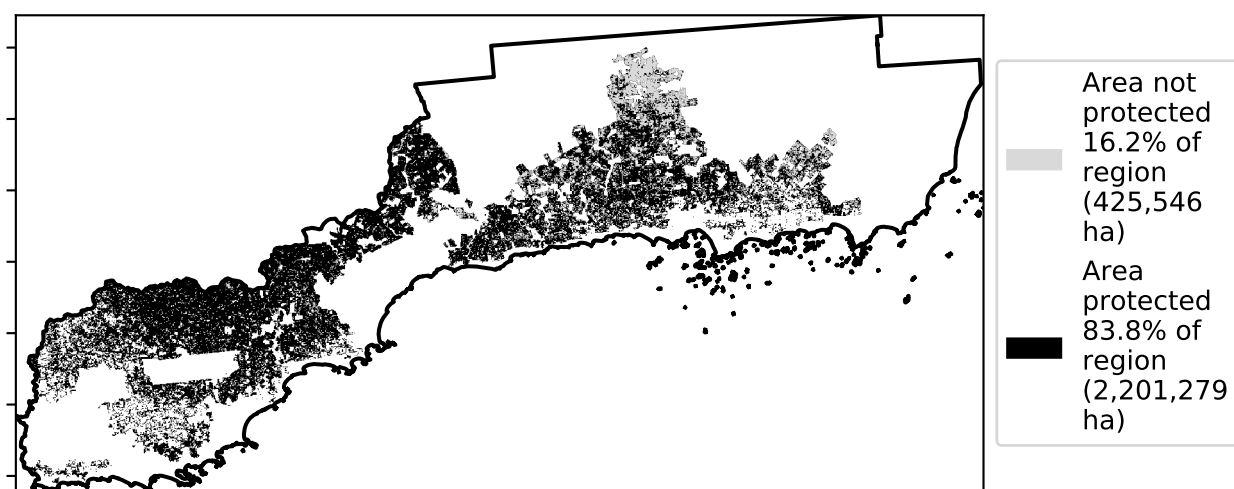 Area not
protected
16.2% of
region
(425,546
ha)
Area
protected
83.8% of
region
(2,201,279
ha)